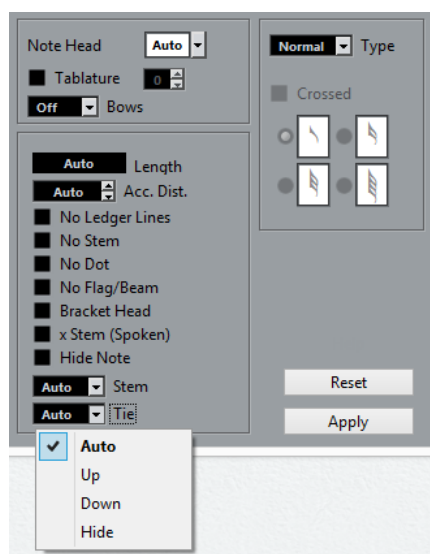 Note Head Auto
Tablature 0
Off Bows
Normal Type
Crossed
Auto Length
Auto Acc. Dist.
No Ledger Lines
No Stem
No Dot
No Flag/Beam
Bracket Head
x Stem (Spoken)
Hide Note
Auto Stem
Auto Tie
Auto
Up
Down
Hide
Reset
Apply